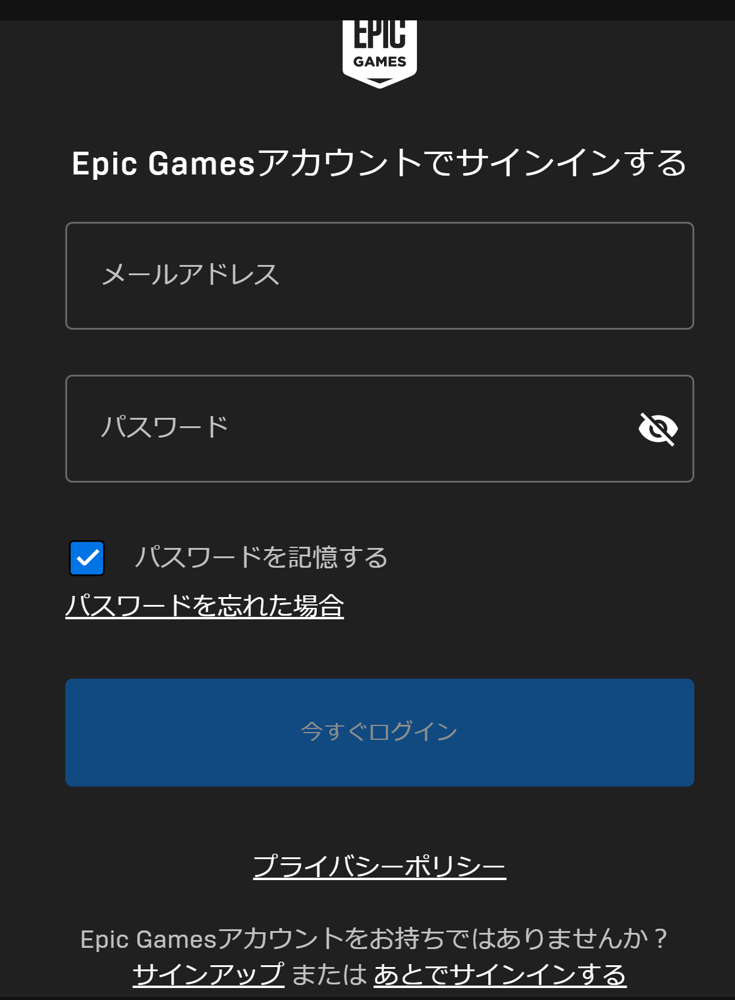 EPIC
GAMES
Epic Gamesアカウントでサインインする
メールアドレス
パスワード
パスワードを記憶する
パスワードを忘れた場合
今すぐログイン
プライバシーポリシー
Epic Gamesアカウントをお持ちではありませんか？
サインアップ または あとでサインインする